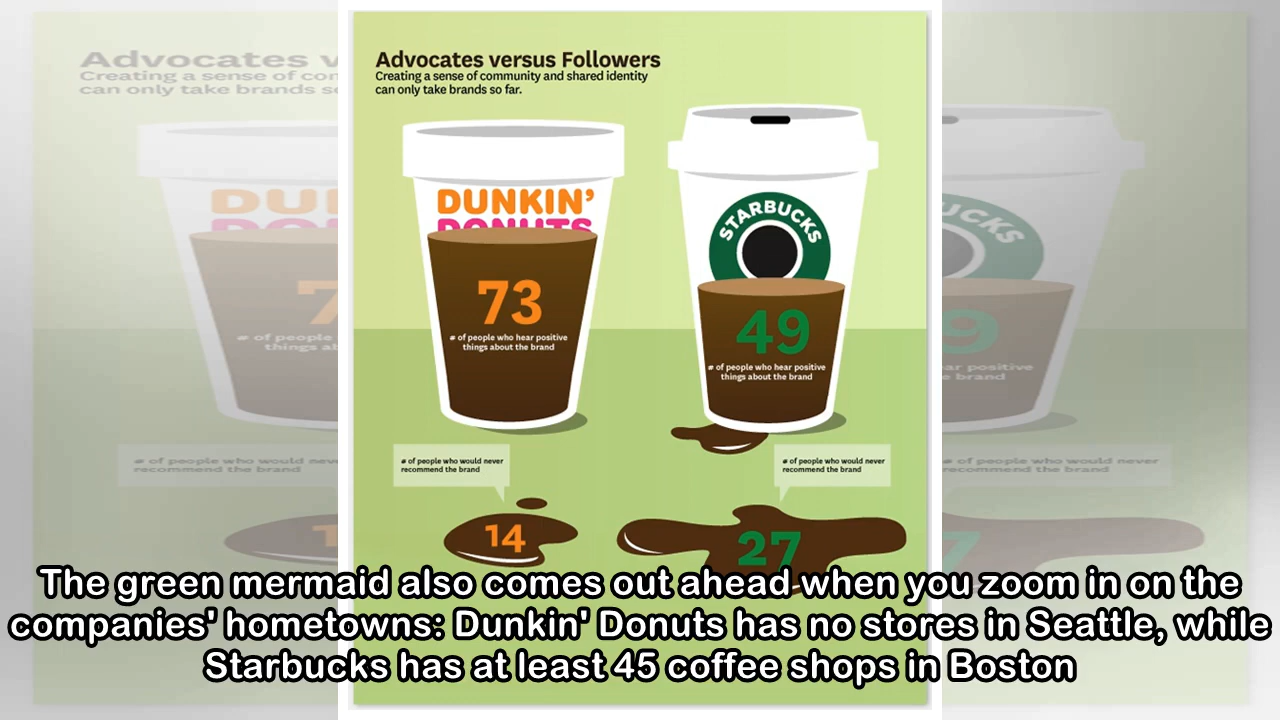 Advocates versus Followers
Creating a sense of community and shared identity
can only take brands so far.
DUNKIN'
DONUTS
STARBUCKS
73
# of people who hear positive
things about the brand
49
# of people who hear positive
things about the brand
# of people who would never
recommend the brand
# of people who would never
recommend the brand
14
27
The green mermaid also comes out ahead when you zoom in on the
companies' hometowns: Dunkin' Donuts has no stores in Seattle, while
Starbucks has at least 45 coffee shops in Boston